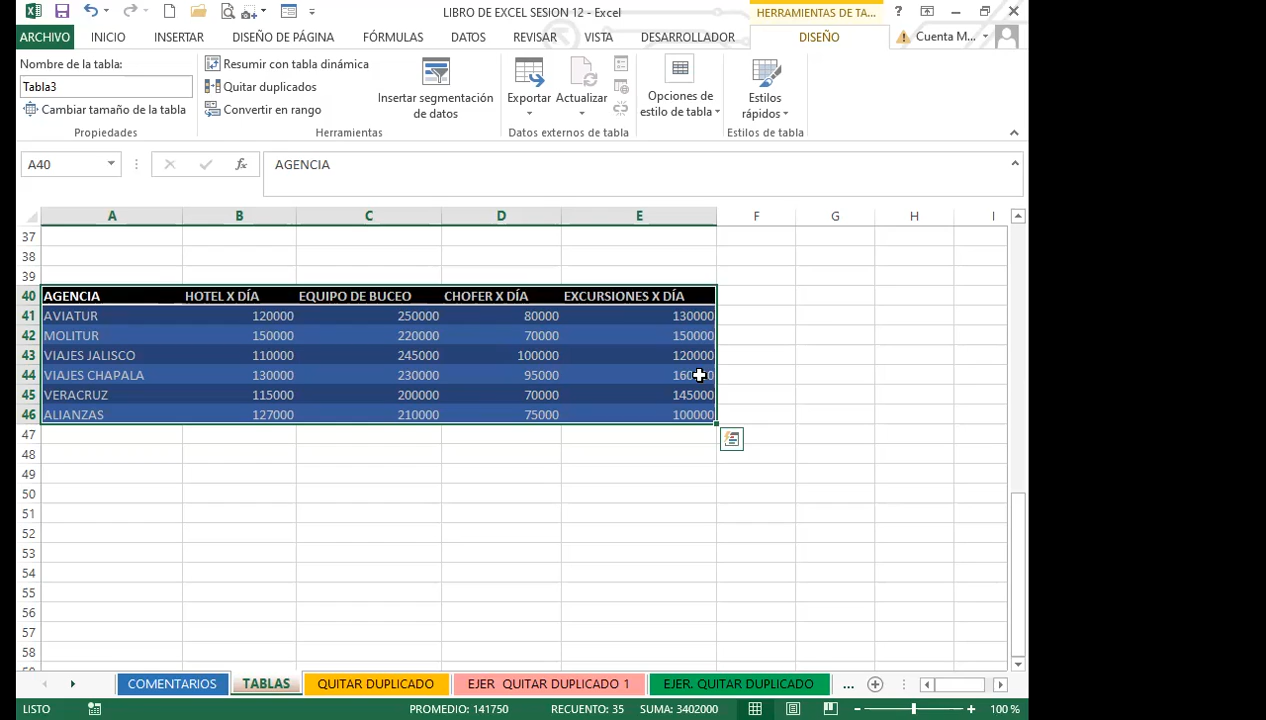 LIBRO DE EXCEL SESION 12 - Excel
HERRAMIENTAS DE TA...
?
ARCHIVO INICIO INSERTAR DISEÑO DE PÁGINA FÓRMULAS DATOS REVISAR VISTA DESARROLLADOR DISEÑO Cuenta M...
Nombre de la tabla:
Tabla3
Cambiar tamaño de la tabla
Propiedades
Resumir con tabla dinámica
Quitar duplicados
Convertir en rango
Insertar segmentación
de datos
Herramientas
Exportar Actualizar
Datos externos de tabla
Opciones de
estilo de tabla
Estilos
rápidos
Estilos de tabla
A40 fx AGENCIA
A B C D E F G H I
37
38
39
40 AGENCIA HOTEL X DÍA EQUIPO DE BUCEO CHOFER X DÍA EXCURSIONES X DÍA
41 AVIATUR 120000 250000 80000 130000
42 MOLITUR 150000 220000 70000 150000
43 VIAJES JALISCO 110000 245000 100000 120000
44 VIAJES CHAPALA 130000 230000 95000
45 VERACRUZ 115000 200000 70000 145000
46 ALIANZAS 127000 210000 75000 100000
47
48
49
50
51
52
53
54
55
56
57
58
COMENTARIOS TABLAS QUITAR DUPLICADO EJER QUITAR DUPLICADO 1 EJER. QUITAR DUPLICADO ...
LISTO PROMEDIO: 141750 RECUENTO: 35 SUMA: 3402000 100 %